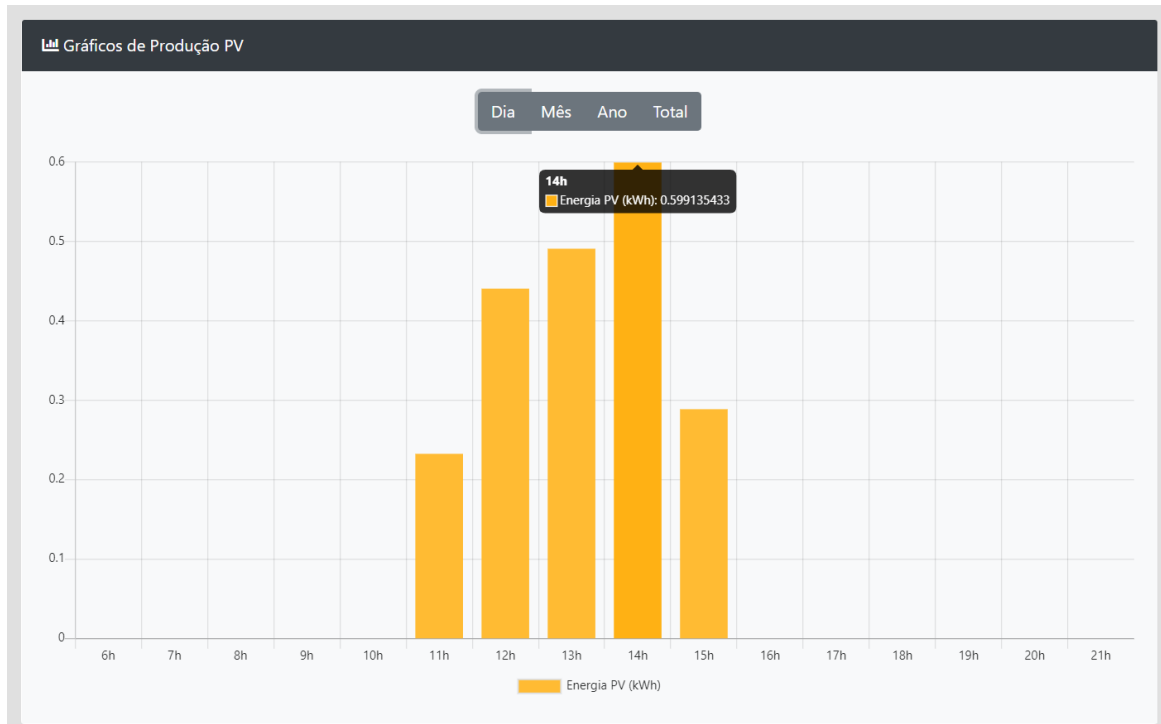 Gráficos de Produção PV
Dia Mês Ano Total
0.6
14h
Energia PV (kWh): 0.599135433
0.5
0.4
0.3
0.2
0.1
0
6h 7h 8h 9h 10h 11h 12h 13h 14h 15h 16h 17h 18h 19h 20h 21h
Energia PV (kWh)